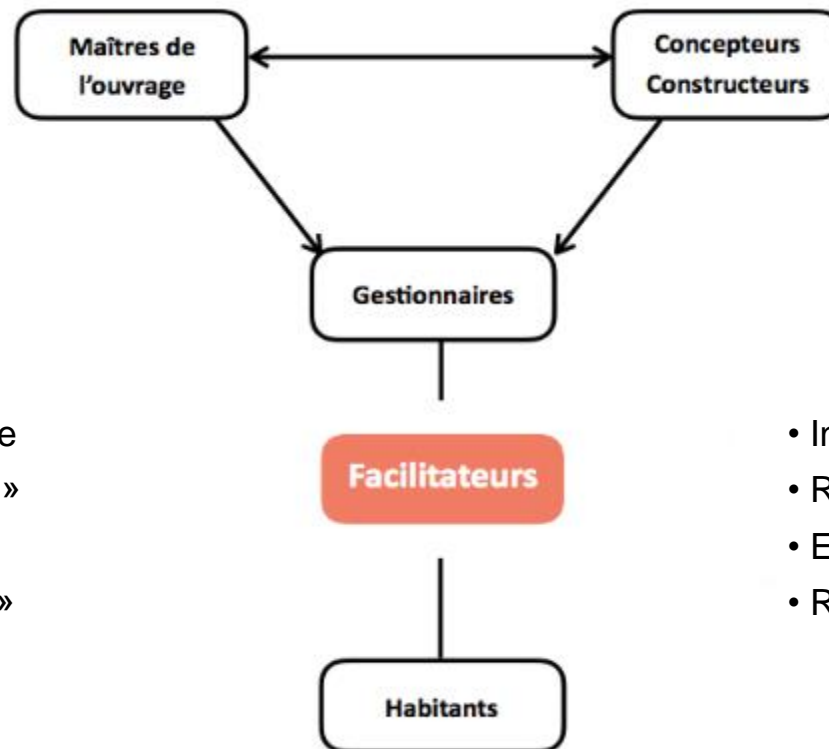 Maîtres de
l'ouvrage
Concepteurs
Constructeurs
Gestionnaires
Facilitateurs
»
»
•
•
•
•
Habitants